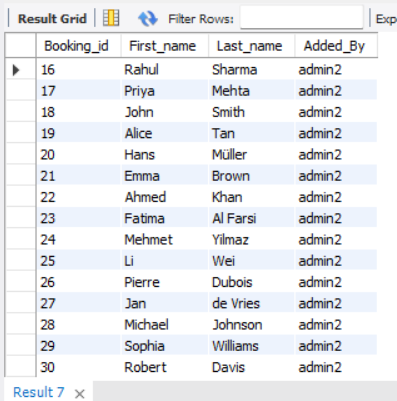 Result Grid Filter Rows: Exp
Booking_id First_name Last_name Added_By
16 Rahul Sharma admin2
17 Priya Mehta admin2
18 John Smith admin2
19 Alice Tan admin2
20 Hans Müller admin2
21 Emma Brown admin2
22 Ahmed Khan admin2
23 Fatima Al Farsi admin2
24 Mehmet Yilmaz admin2
25 Li Wei admin2
26 Pierre Dubois admin2
27 Jan de Vries admin2
28 Michael Johnson admin2
29 Sophia Williams admin2
30 Robert Davis admin2
Result 7 ×